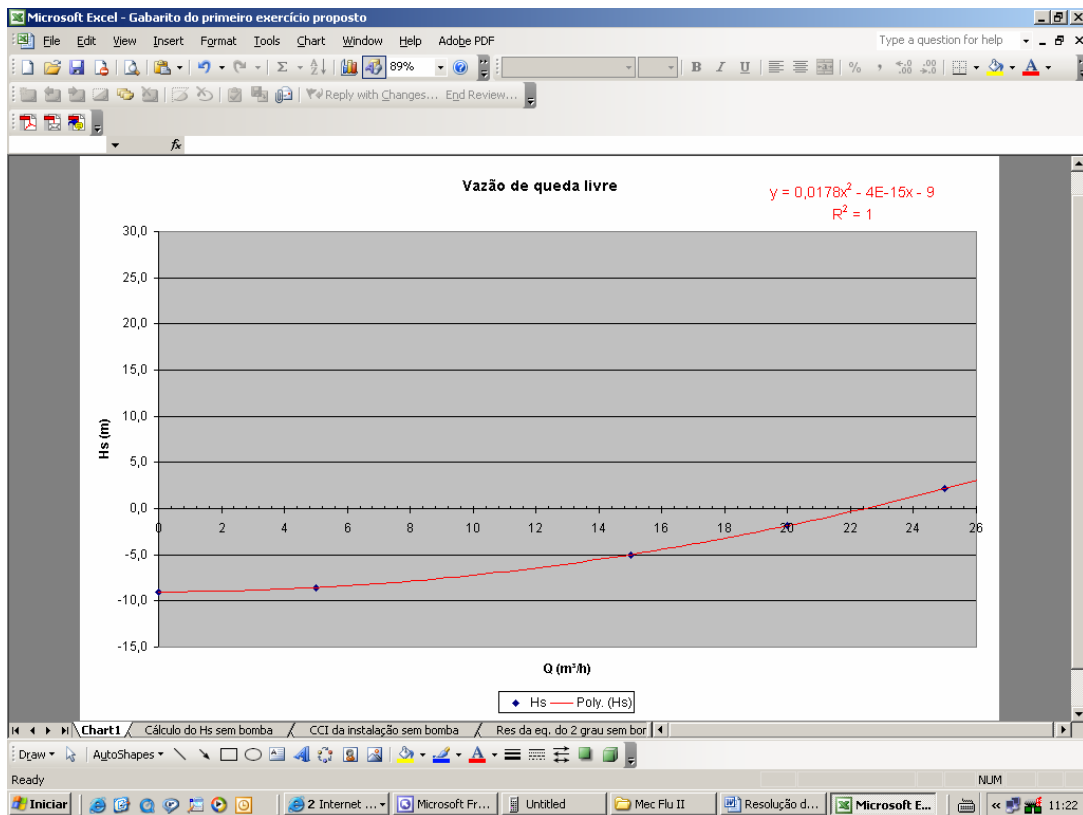 Microsoft Excel - Gabarito do primeiro exercício proposto
File Edit View Insert Format Tools Chart Window Help Adobe PDF Type a question for help
89% B I U %
Reply with Changes... End Review...
fx
Vazão de queda livre
y = 0,0178x² - 4E-15x - 9
R² = 1
30,0
25,0
20,0
15,0
10,0
5,0
0,0
0 2 4 6 8 10 12 14 16 18 20 22 24 26
-5,0
-10,0
-15,0
Hs (m)
Q (m³/h)
Hs Poly. (Hs)
Chart1 Cálculo do Hs sem bomba CCI da instalação sem bomba Res da eq. do 2 grau sem bor
Draw AutoShapes
Ready NUM
Iniciar 2 Internet ... Microsoft Fr... Untitled Mec Flu II Resolução d... Microsoft E... 11:22